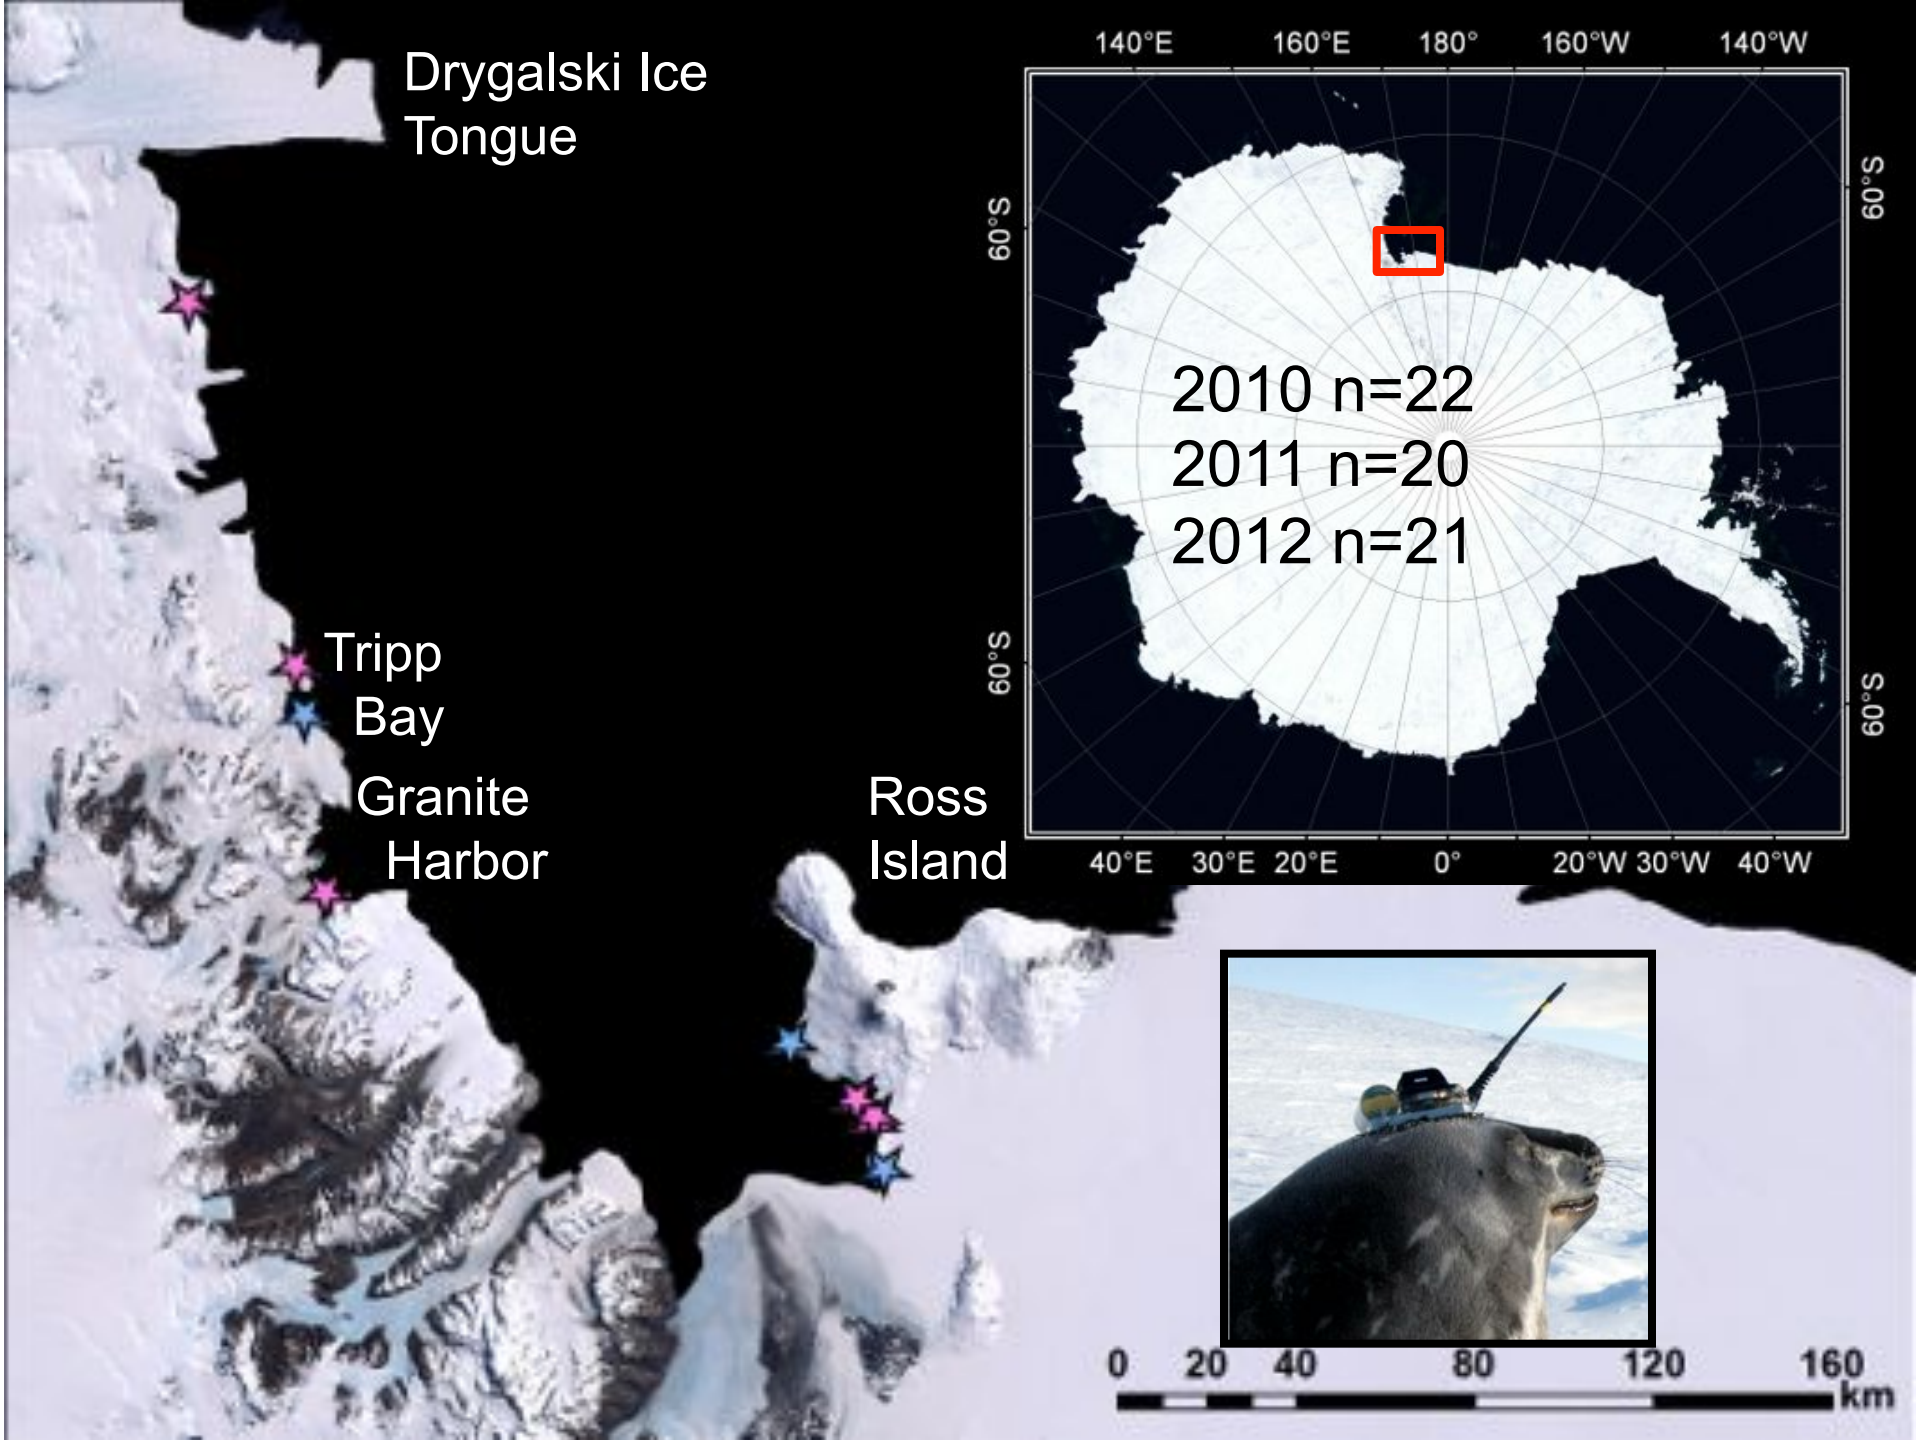 Drygalski Ice
Tongue
Tripp
Bay
Granite
Harbor
Ross
Island
140°E 160°E 180° 160°W 140°W
60°S
60°S
60°S
60°S
2010 n=22
2011 n=20
2012 n=21
40°E 30°E 20°E 0° 20°W 30°W 40°W
0 20 40 80 120 160
km